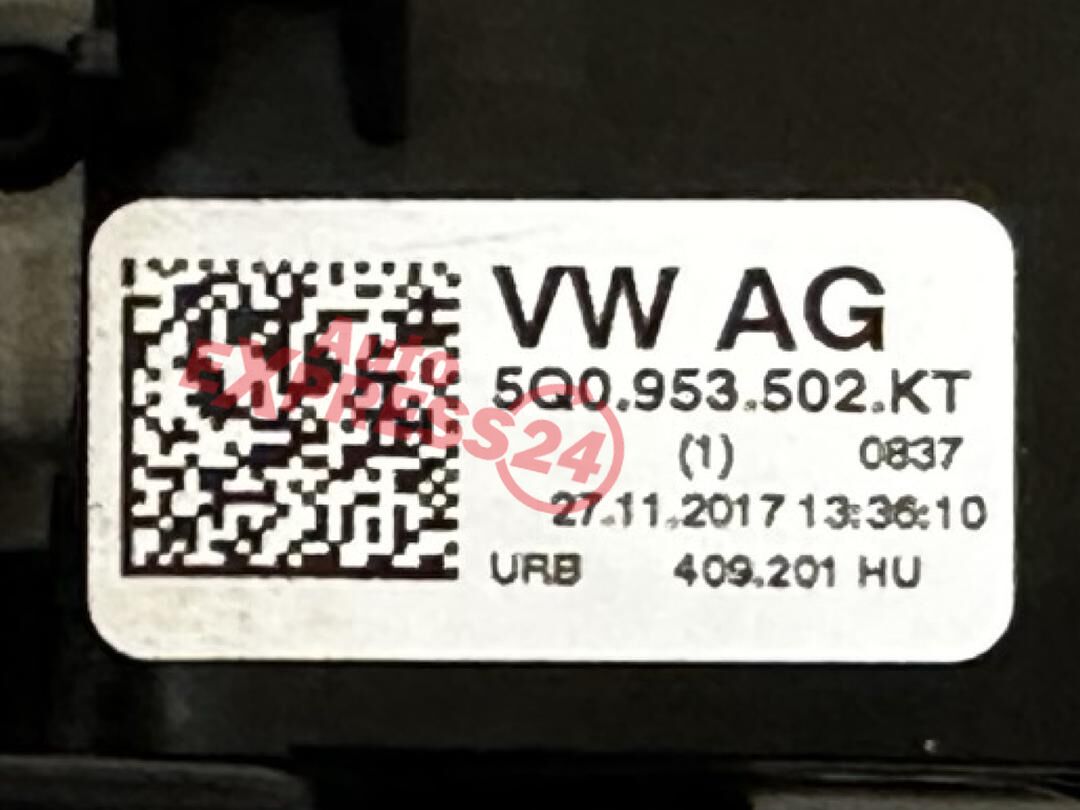 VW AG
5Q0.953.502.KT
(1) 0837
27.11.2017 13:36:10
URB 409.201 HU
Auto
EXPRESS24